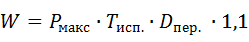 W = Pмакс · Tисп. · Dпер. · 1,1